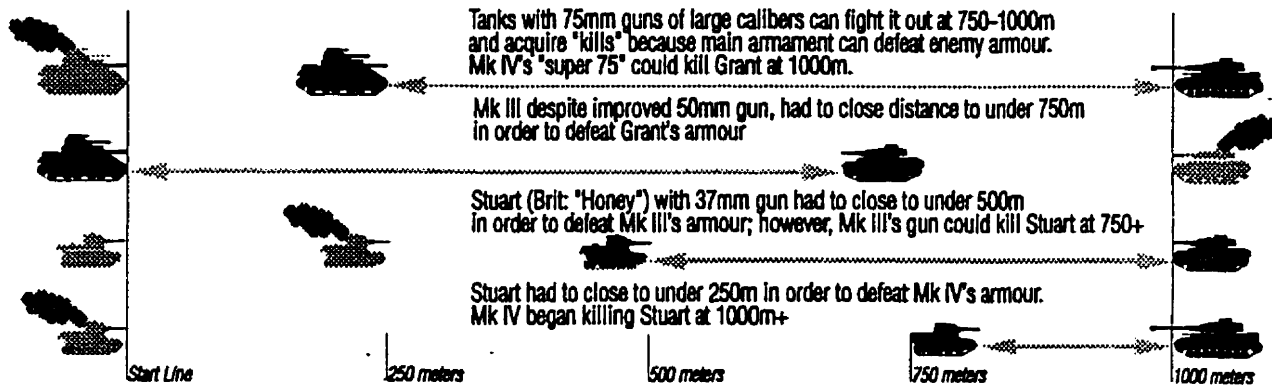 Tanks with 75mm guns of large calibers can fight it out at 750-1000m
and acquire "kills" because main armament can defeat enemy armour.
Mk IV's "super 75" could kill Grant at 1000m.
Mk III despite improved 50mm gun, had to close distance to under 750m
in order to defeat Grant's armour
Stuart (Brit: "Honey") with 37mm gun had to close to under 500m
in order to defeat Mk III's armour; however, Mk III's gun could kill Stuart at 750+
Stuart had to close to under 250m in order to defeat Mk IV's armour.
Mk IV began killing Stuart at 1000m+
Start Line
250 meters
500 meters
750 meters
1000 meters